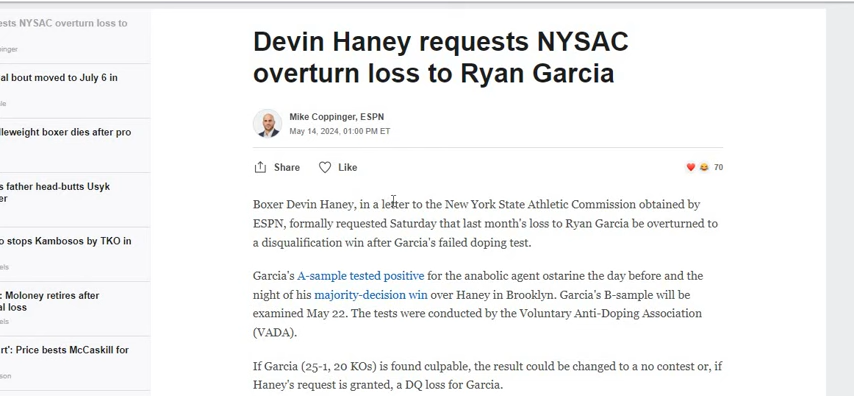 ests NYSAC overturn loss to
pinger
al bout moved to July 6 in
le
lleweight boxer dies after pro
s father head-butts Usyk
er
o stops Kambosos by TKO in
els
: Moloney retires after
al loss
els
rt': Price bests McCaskill for
son
Devin Haney requests NYSAC
overturn loss to Ryan Garcia
Mike Coppinger, ESPN
May 14, 2024, 01:00 PM ET
Share Like 70
Boxer Devin Haney, in a letter to the New York State Athletic Commission obtained by
ESPN, formally requested Saturday that last month's loss to Ryan Garcia be overturned to
a disqualification win after Garcia's failed doping test.
Garcia's A-sample tested positive for the anabolic agent ostarine the day before and the
night of his majority-decision win over Haney in Brooklyn. Garcia's B-sample will be
examined May 22. The tests were conducted by the Voluntary Anti-Doping Association
(VADA).
If Garcia (25-1, 20 KOs) is found culpable, the result could be changed to a no contest or, if
Haney's request is granted, a DQ loss for Garcia.